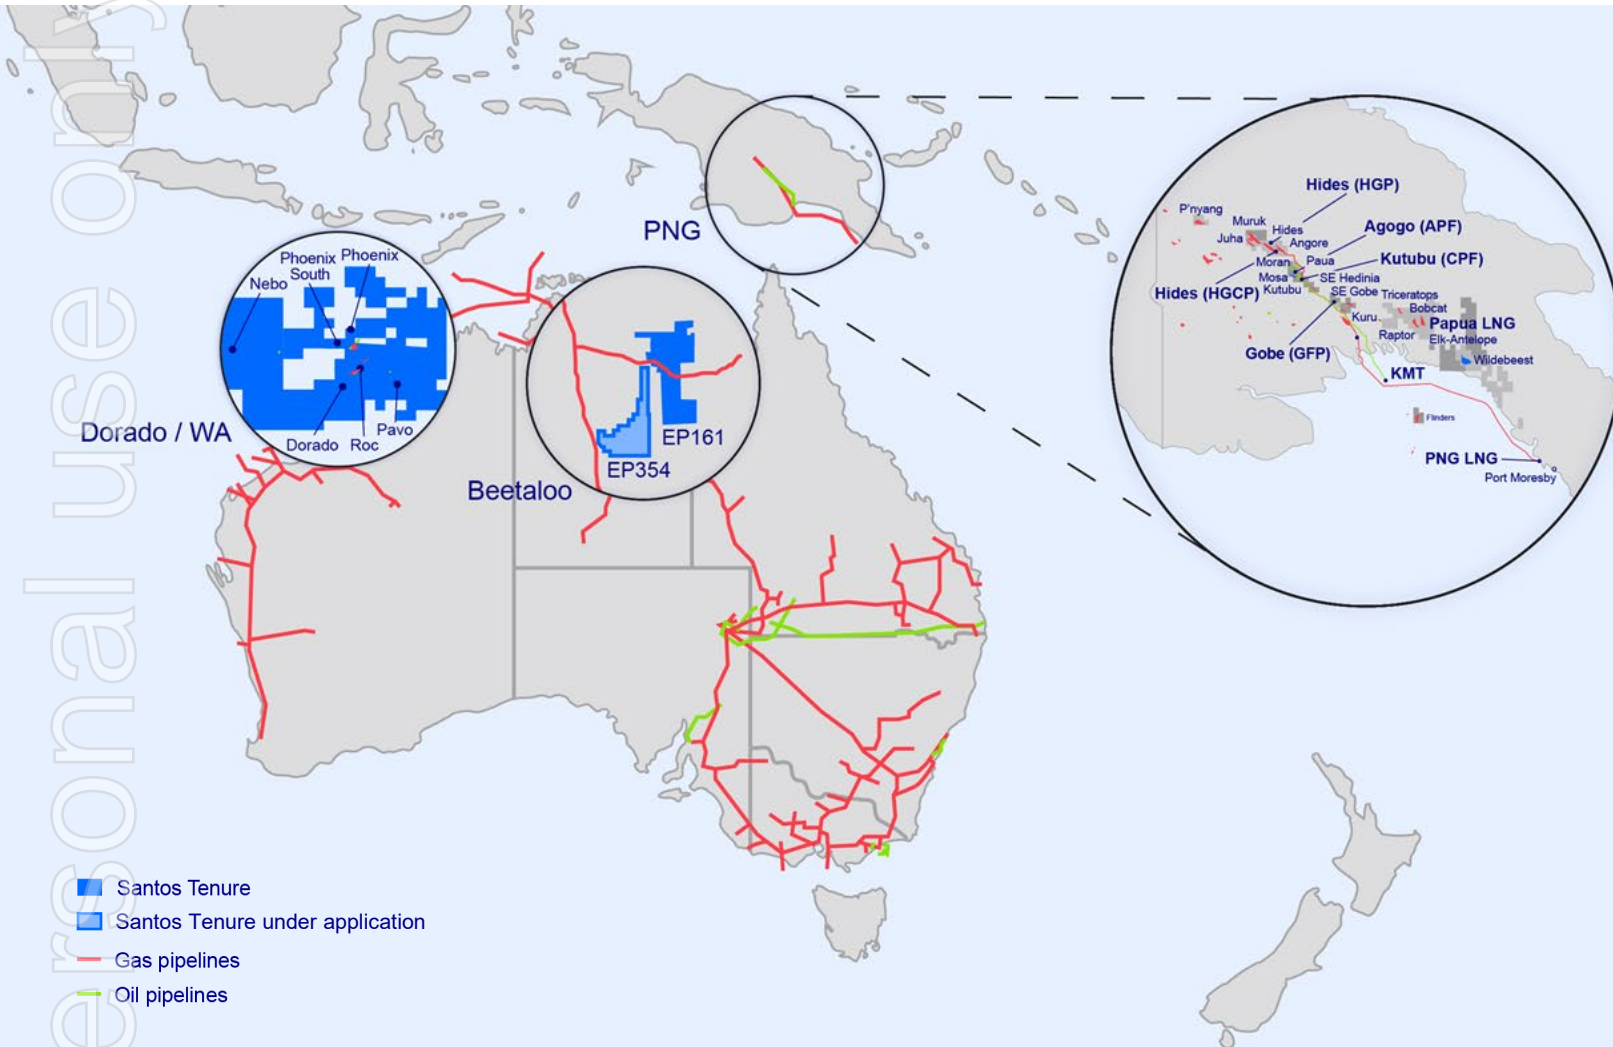 ersonal use only
PNG
Phoenix
Phoenix
South
Nebo
Dorado
Roc
Pavo
Dorado / WA
EP161
EP354
Beetaloo
Hides (HGP)
P'nyang
Muruk
Hides
Agogo (APF)
Juha
Angore
Moran
Paua
Kutubu (CPF)
Mosa
SE Hedinia
Hides (HGCP)
Kutubu
SE Gobe
Triceratops
Bobcat
Kuru
Papua LNG
Raptor
Elk-Antelope
Gobe (GFP)
Wildebeest
KMT
Flinders
PNG LNG
Port Moresby
Santos Tenure
Santos Tenure under application
Gas pipelines
Oil pipelines